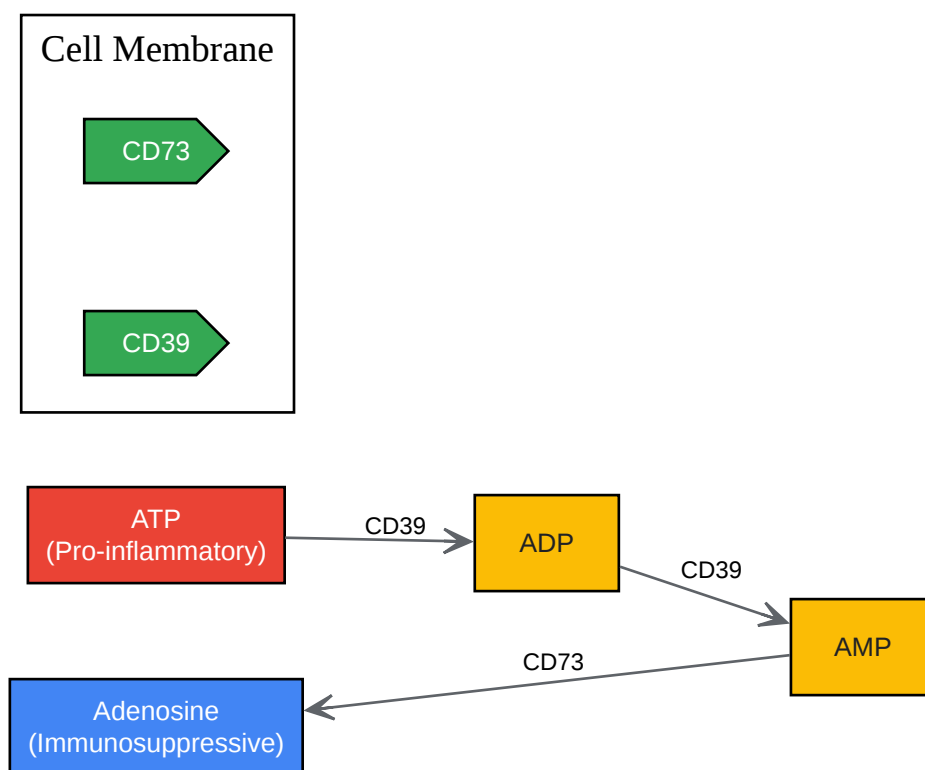 Cell Membrane
CD73
CD39
ATP
(Pro-inflammatory)
CD39
ADP
CD39
AMP
CD73
Adenosine
(Immunosuppressive)